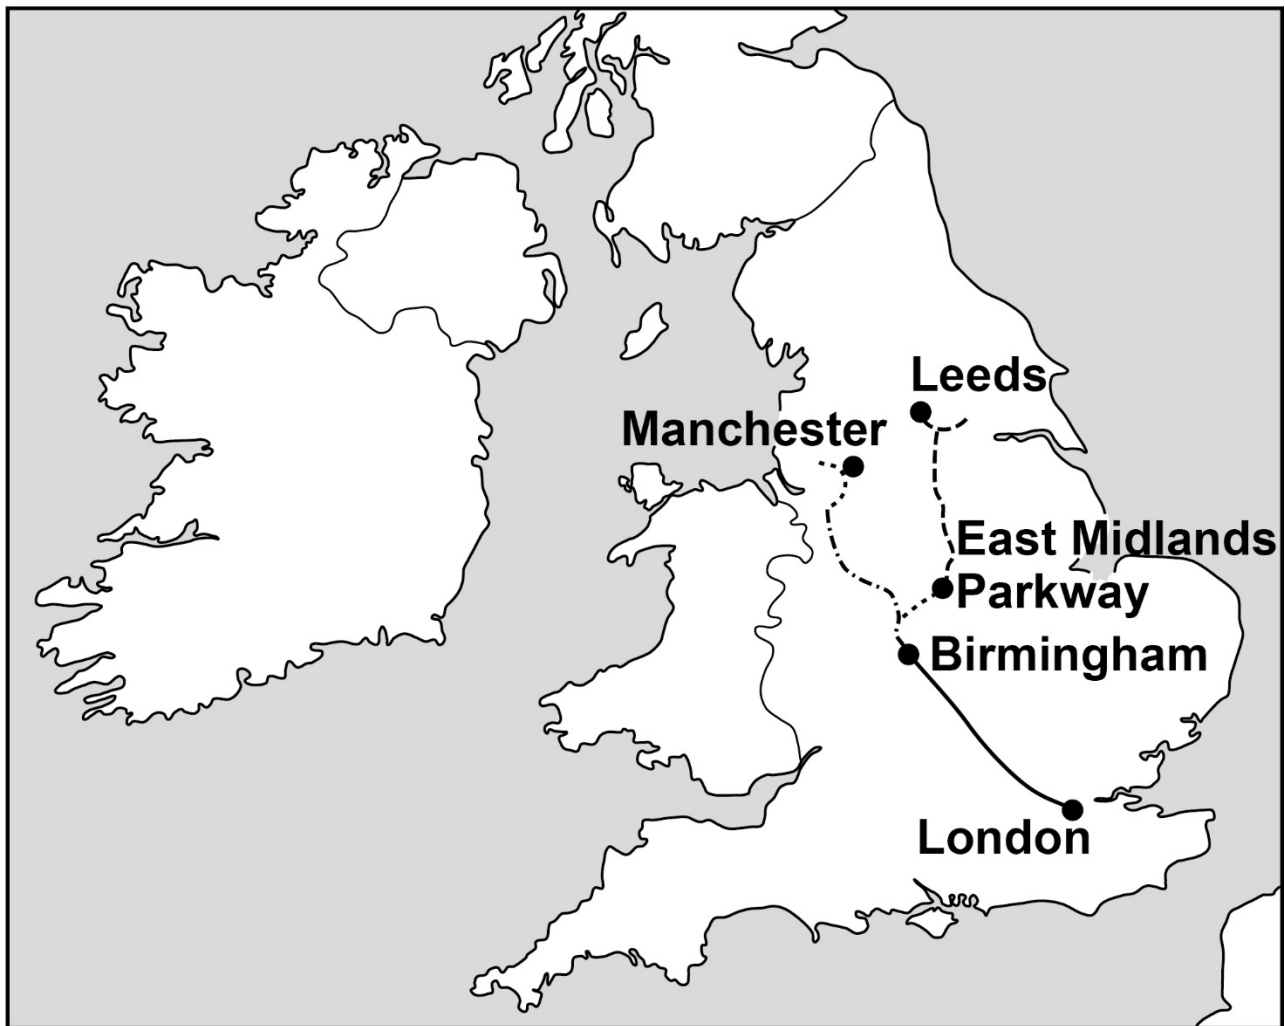 Leeds
Manchester
East Midlands
Parkway
Birmingham
London